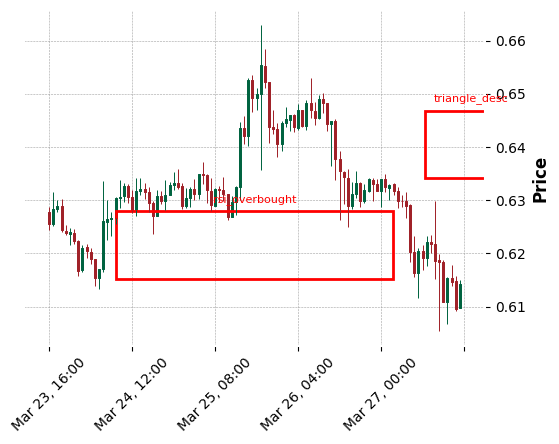 0.66
0.65
triangle_desc
0.64
Price
0.63
overbought
0.62
0.61
Mar 23, 16:00
Mar 24, 12:00
Mar 25, 08:00
Mar 26, 04:00
Mar 27, 00:00